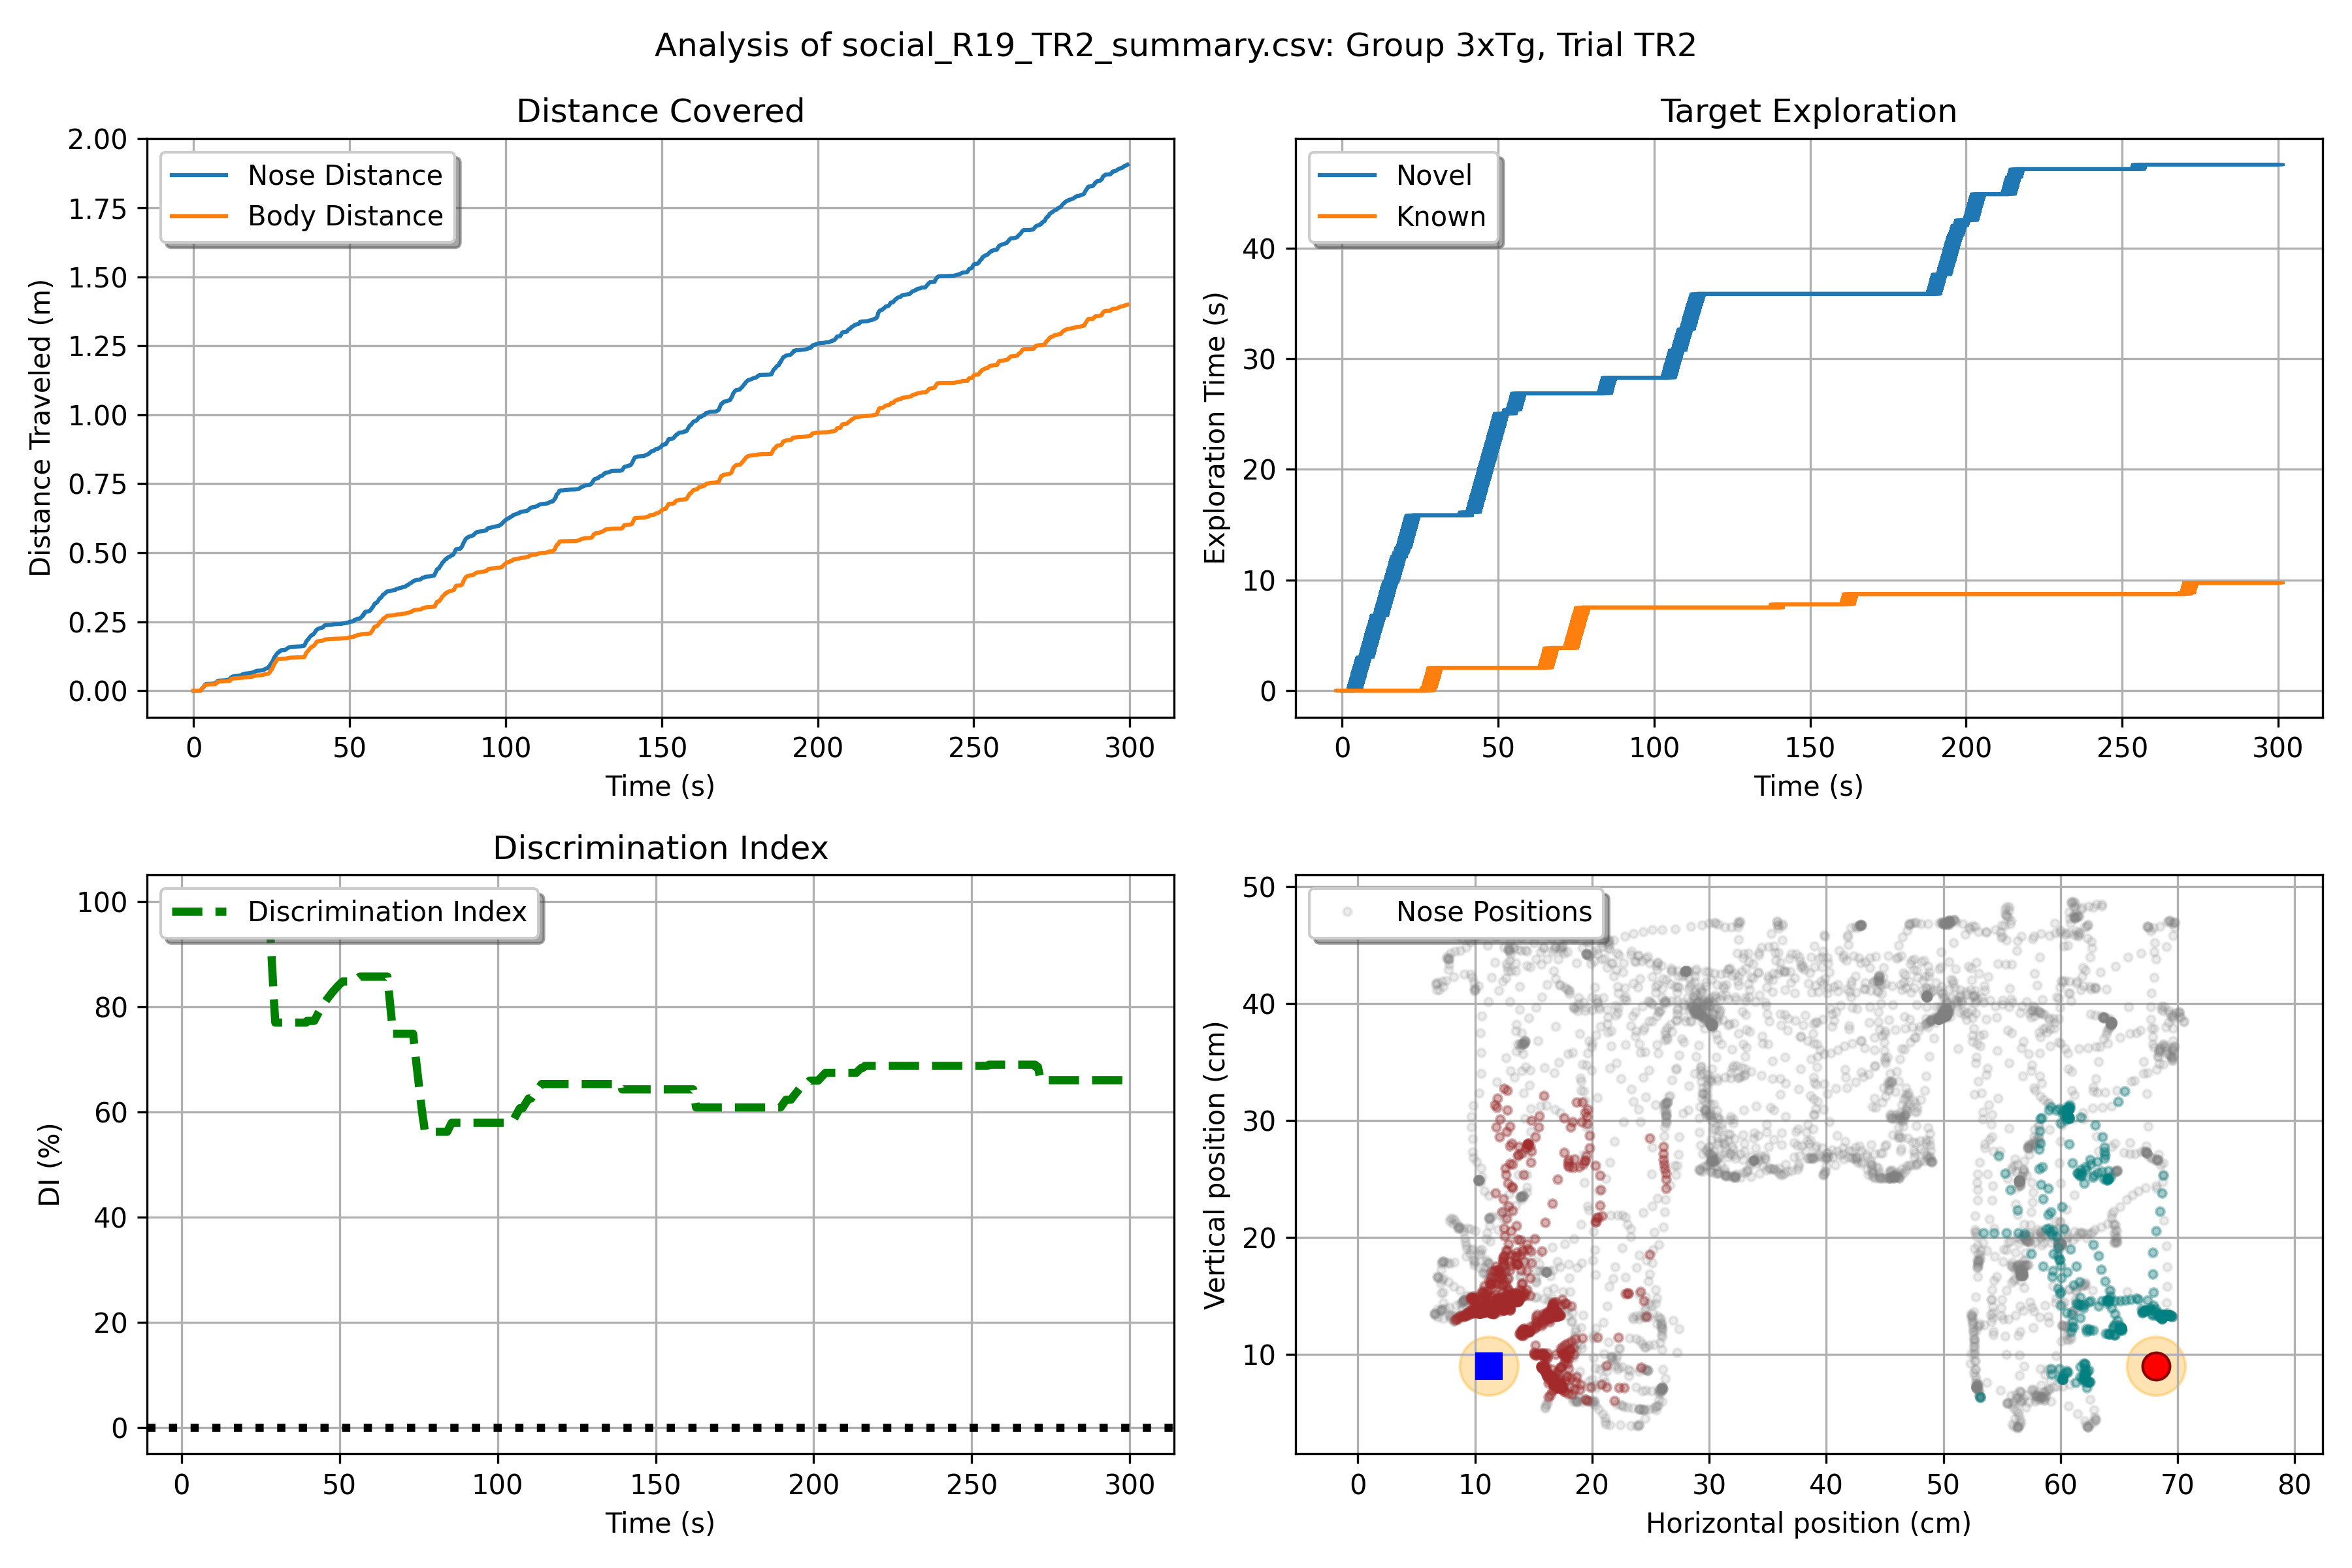 Analysis of social_R19_TR2_summary.csv: Group 3xTg, Trial TR2
Distance Covered
Nose Distance
Body Distance
Distance Traveled (m)
2.00
1.75
1.50
1.25
1.00
0.75
0.50
0.25
0.00
0 50 100 150 200 250 300
Time (s)
Target Exploration
Novel
Known
Exploration Time (s)
40
30
20
10
0
0 50 100 150 200 250 300
Time (s)
Discrimination Index
Discrimination Index
DI (%)
100
80
60
40
20
0
0 50 100 150 200 250 300
Time (s)
Nose Positions
Vertical position (cm)
50
40
30
20
10
0 10 20 30 40 50 60 70 80
Horizontal position (cm)